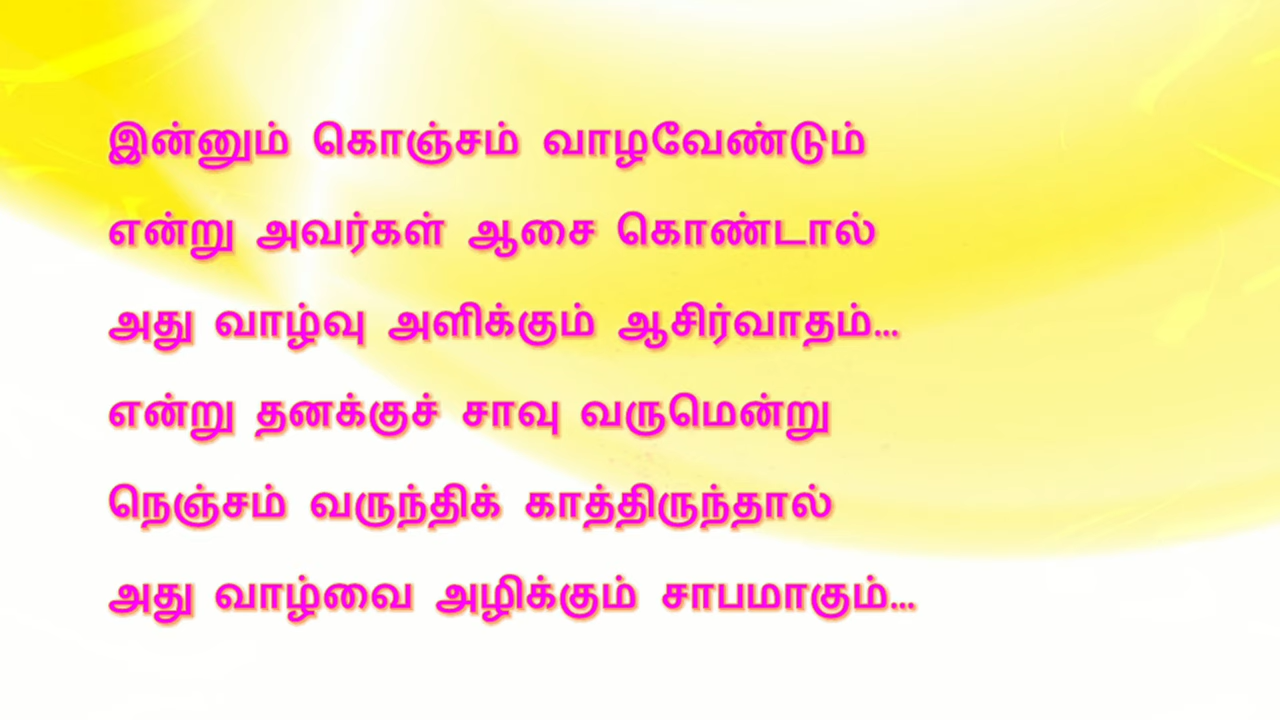 இன்னும் கொஞ்சம் வாழவேண்டும்
என்று அவர்கள் ஆசை கொண்டால்
அது வாழ்வு அளிக்கும் ஆசிர்வாதம்...
என்று தனக்குச் சாவு வருமென்று
நெஞ்சம் வருந்திக் காத்திருந்தால்
அது வாழ்வை அழிக்கும் சாபமாகும்...